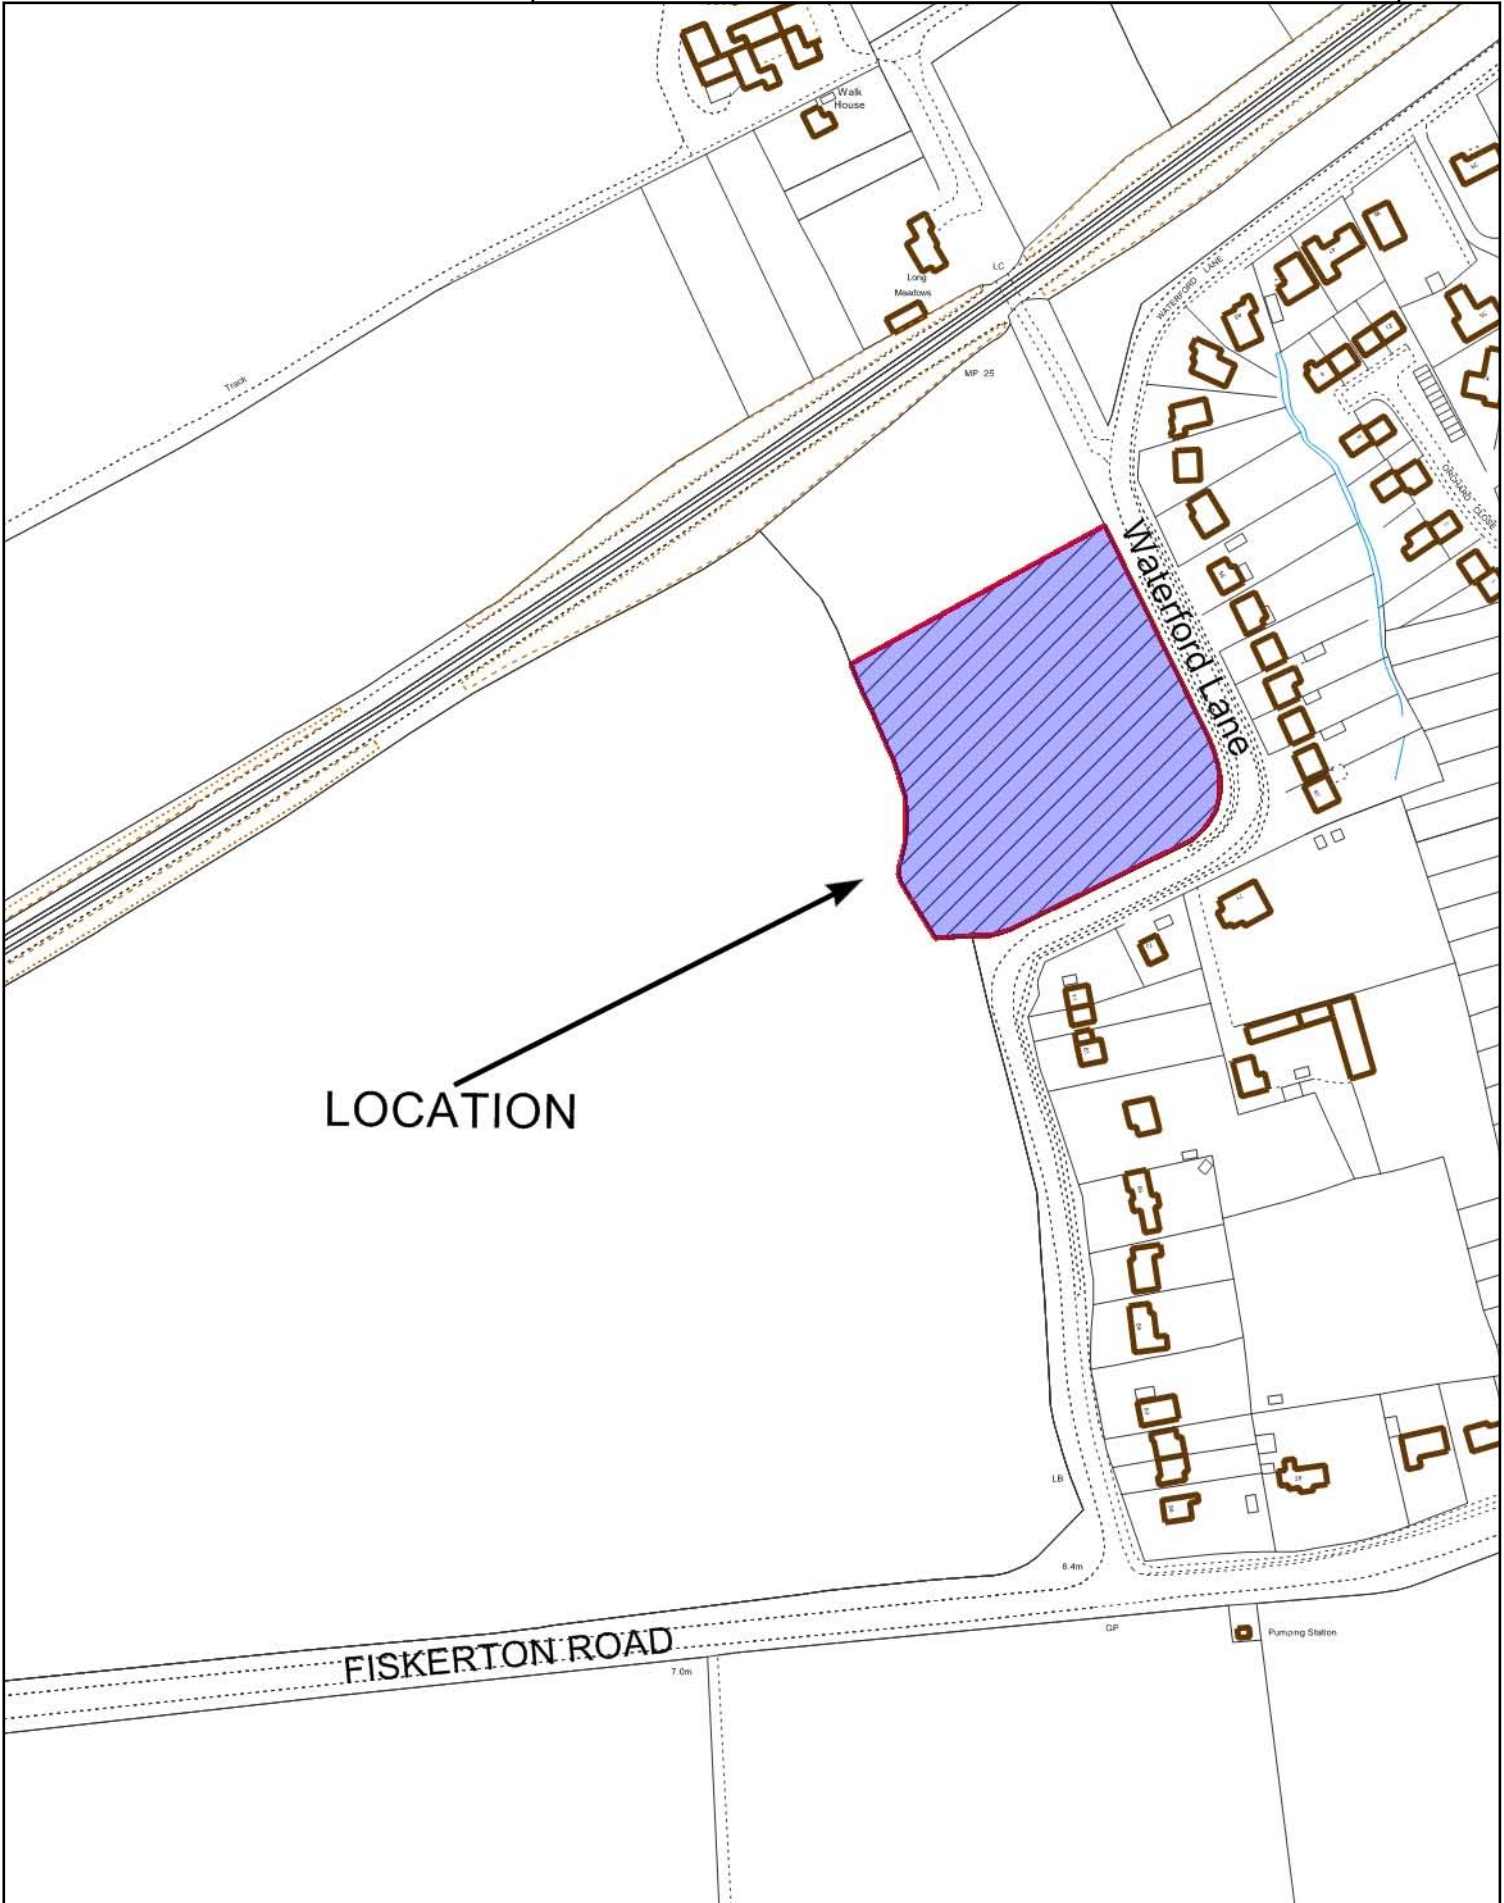 Walk
House
Long
Meadows
LC
WATERFORD LANE
MP .25
Track
ORCHARD CLOSE
Waterford Lane
LOCATION
LB
6.4m
FISKERTON ROAD
7.0m
GP
Pumping Station